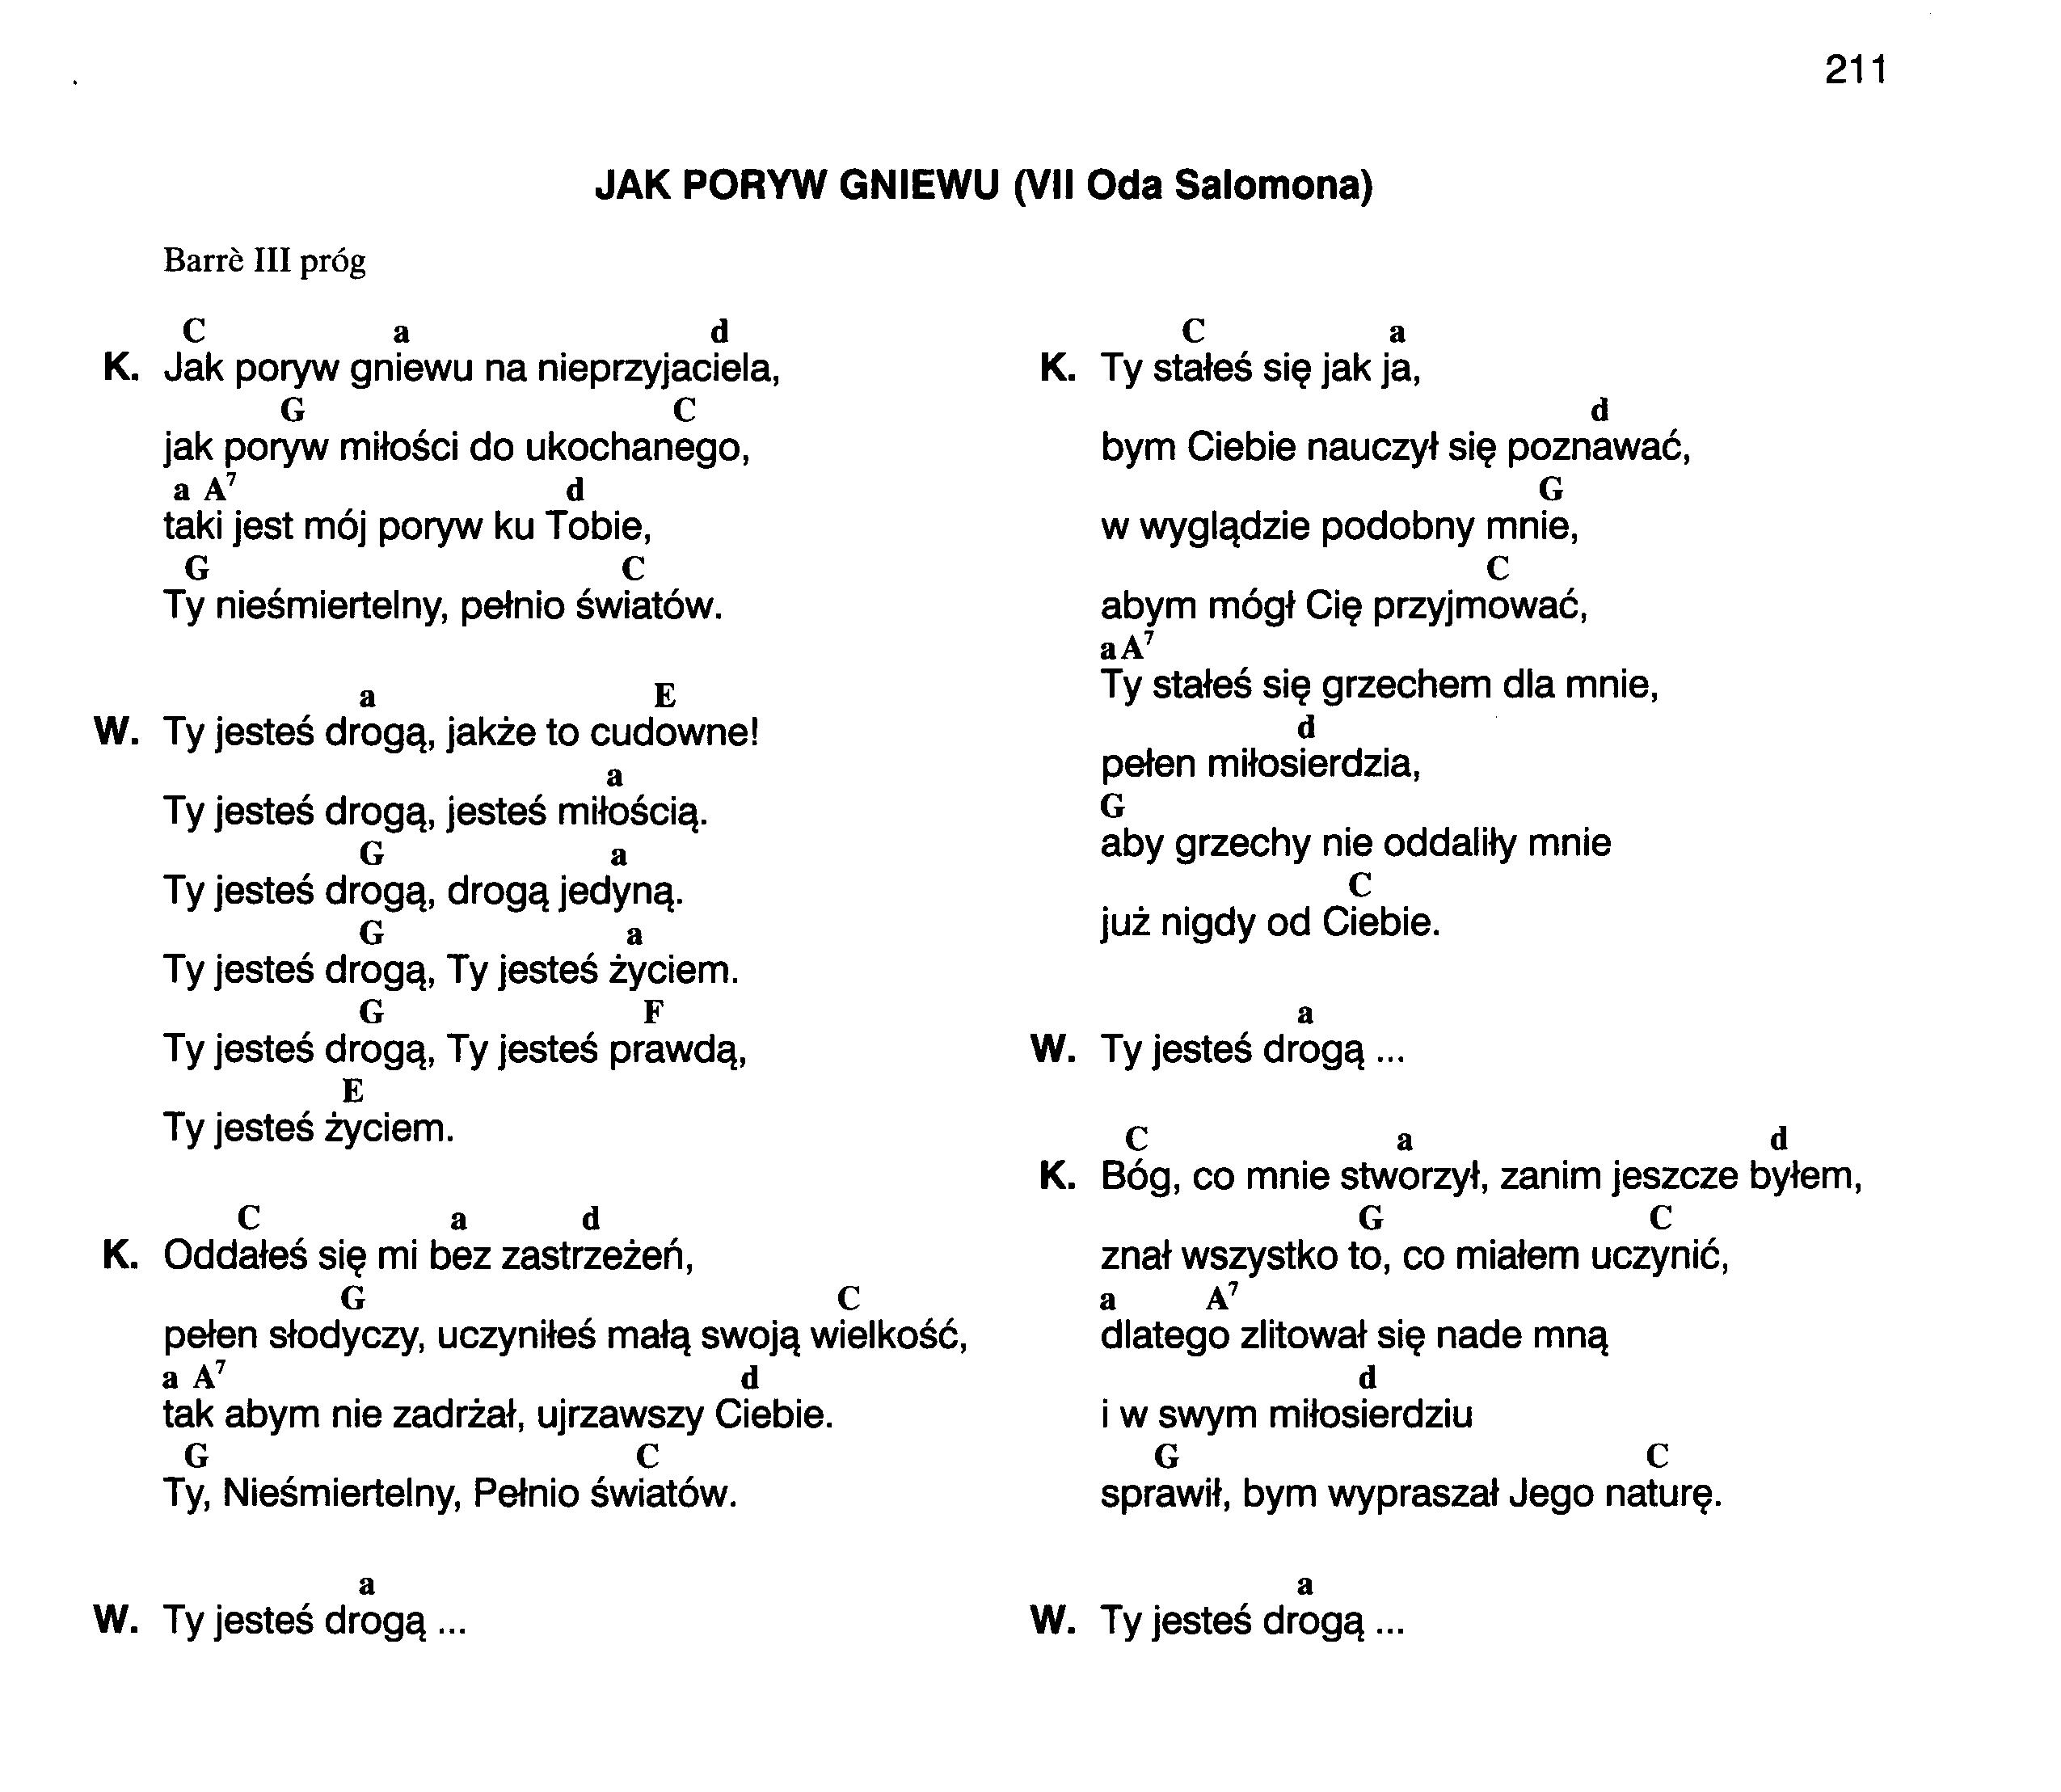 211
JAK PORYW GNIEWU (VII Oda Salomona)
Barrè III próg
C a d
K. Jak poryw gniewu na nieprzyjaciela,
G C
jak poryw miłości do ukochanego,
a A⁷ d
taki jest mój poryw ku Tobie,
G C
Ty nieśmiertelny, pełnio światów.
a E
W. Ty jesteś drogą, jakże to cudowne!
a
Ty jesteś drogą, jesteś miłością.
G a
Ty jesteś drogą, drogą jedyną.
G a
Ty jesteś drogą, Ty jesteś życiem.
G F
Ty jesteś drogą, Ty jesteś prawdą,
E
Ty jesteś życiem.
C a d
K. Oddałeś się mi bez zastrzeżeń,
G C
pełen słodyczy, uczyniłeś małą swoją wielkość,
a A⁷ d
tak abym nie zadrżał, ujrzawszy Ciebie.
G C
Ty, Nieśmiertelny, Pełnio światów.
a
W. Ty jesteś drogą ...
C a
K. Ty stałeś się jak ja,
d
bym Ciebie nauczył się poznawać,
G
w wyglądzie podobny mnie,
C
abym mógł Cię przyjmować,
a A⁷
Ty stałeś się grzechem dla mnie,
d
pełen miłosierdzia,
G
aby grzechy nie oddaliły mnie
C
już nigdy od Ciebie.
a
W. Ty jesteś drogą ...
C a d
K. Bóg, co mnie stworzył, zanim jeszcze byłem,
G C
znał wszystko to, co miałem uczynić,
a A⁷
dlatego zlitował się nade mną
d
i w swym miłosierdziu
G C
sprawił, bym wypraszał Jego naturę.
a
W. Ty jesteś drogą ...